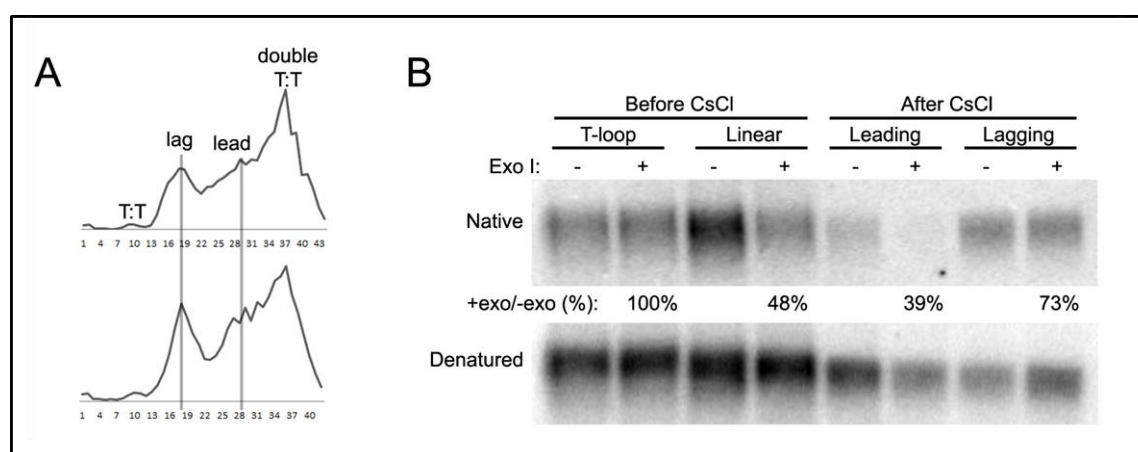 A
double
T:T
lag
lead
T:T
1 4 7 10 13 16 19 22 25 28 31 34 37 40 43
1 4 7 10 13 16 19 22 25 28 31 34 37 40
B
Before CsCl After CsCl
T-loop Linear Leading Lagging
Exo I: - + - + - + - +
Native
+exo/-exo (%): 100% 48% 39% 73%
Denatured